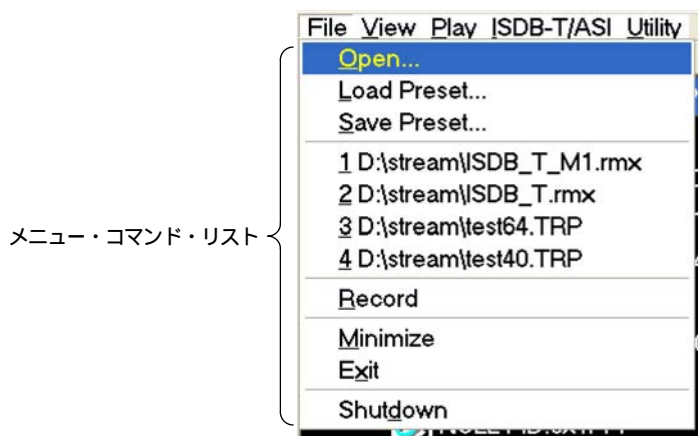 File View Play ISDB-T/ASI Utility
Open...
Load Preset...
Save Preset...
1 D:\stream\ISDB_T_M1.rmx
2 D:\stream\ISDB_T.rmx
3 D:\stream\test64.TRP
4 D:\stream\test40.TRP
Record
Minimize
Exit
Shutdown
メニュー・コマンド・リスト